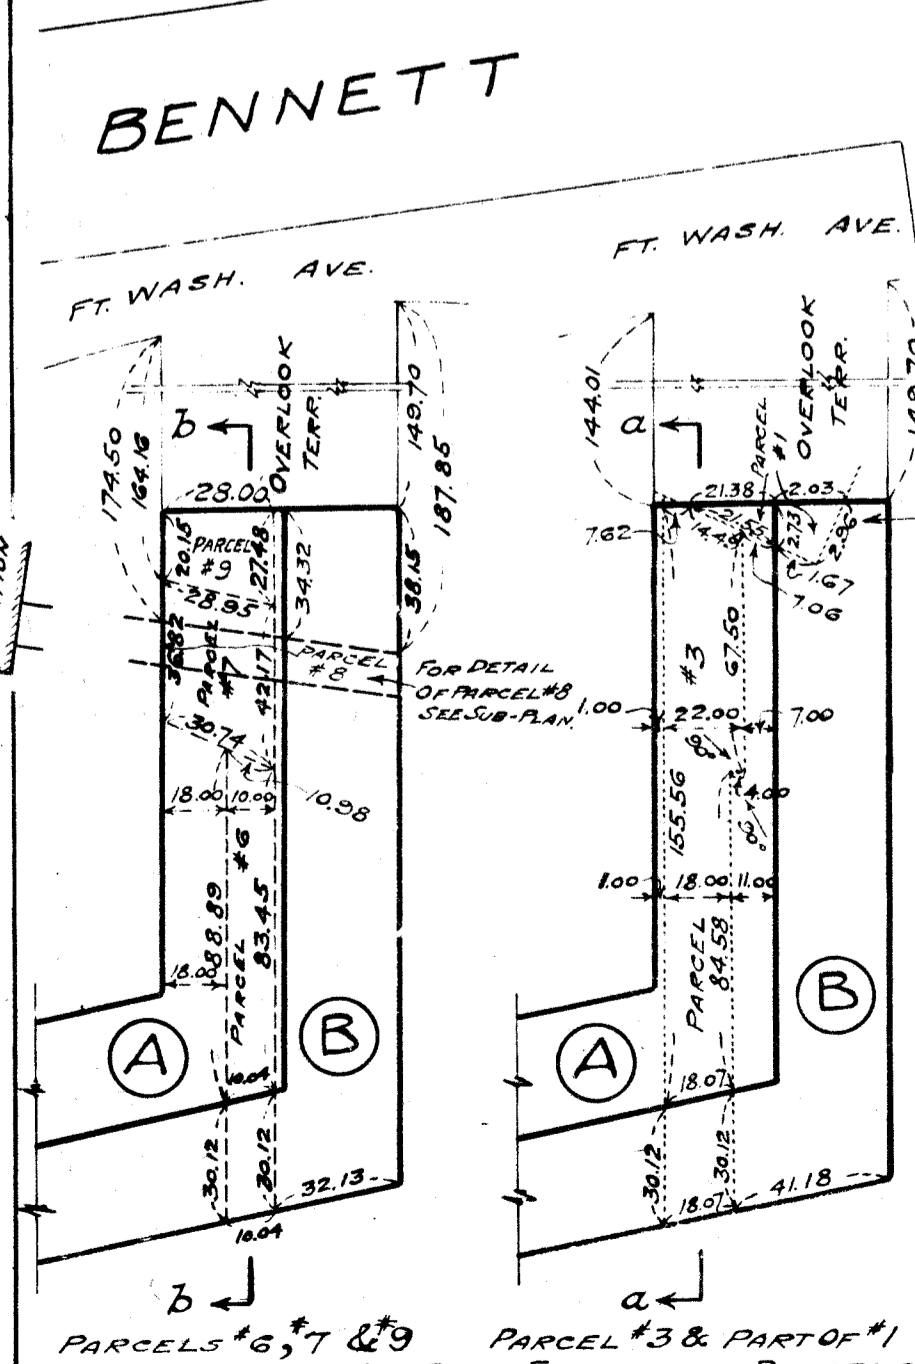 BENNETT
FT. WASH. AVE.
FT. WASH. AVE.
OVERLOOK
TERR.
174.50
164.16
149.70
187.85
b
28.00
20.15
PARCEL
#9
27.48
34.32
38.15
28.95
36.82
PARCEL
#7
42.17
PARCEL
#8
FOR DETAIL
OF PARCEL #8
SEE SUB-PLAN
30.74
10.98
18.00
10.00
88.89
PARCEL #6
83.45
18.00
A
B
10.04
30.12
30.12
32.13
10.04
b
PARCELS #6, #7 & #9
OVERLOOK
TERR.
144.01
149.70
a
PARCEL
#1
21.38
2.03
7.62
14.49
2.73
2.96
1.67
7.06
#3
67.50
1.00
22.00
7.00
155.56
4.00
1.00
18.00
11.00
PARCEL
84.58
A
B
18.07
30.12
30.12
18.07
41.18
a
PARCEL #3 & PART OF #1